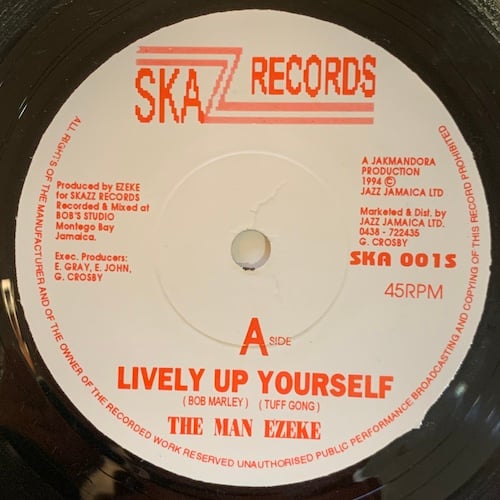 SKAZZ RECORDS
Produced by EZEKE
for SKAZZ RECORDS
Recorded & Mixed at
BOB'S STUDIO
Montego Bay
Jamaica.
Exec. Producers:
E. GRAY, E. JOHN,
G. CROSBY
A JAKMANDORA
PRODUCTION
1994 ©
JAZZ JAMAICA LTD
Marketed & Dist. by
JAZZ JAMAICA LTD.
0438 - 722435
G. CROSBY
SKA 001S
45RPM
A SIDE
LIVELY UP YOURSELF
( BOB MARLEY ) ( TUFF GONG )
THE MAN EZEKE
ALL RIGHTS OF THE MANUFACTURER AND OF THE OWNER OF THE RECORDED WORK RESERVED UNAUTHORISED PUBLIC PERFORMANCE BROADCASTING AND COPYING OF THIS RECORD PROHIBITED